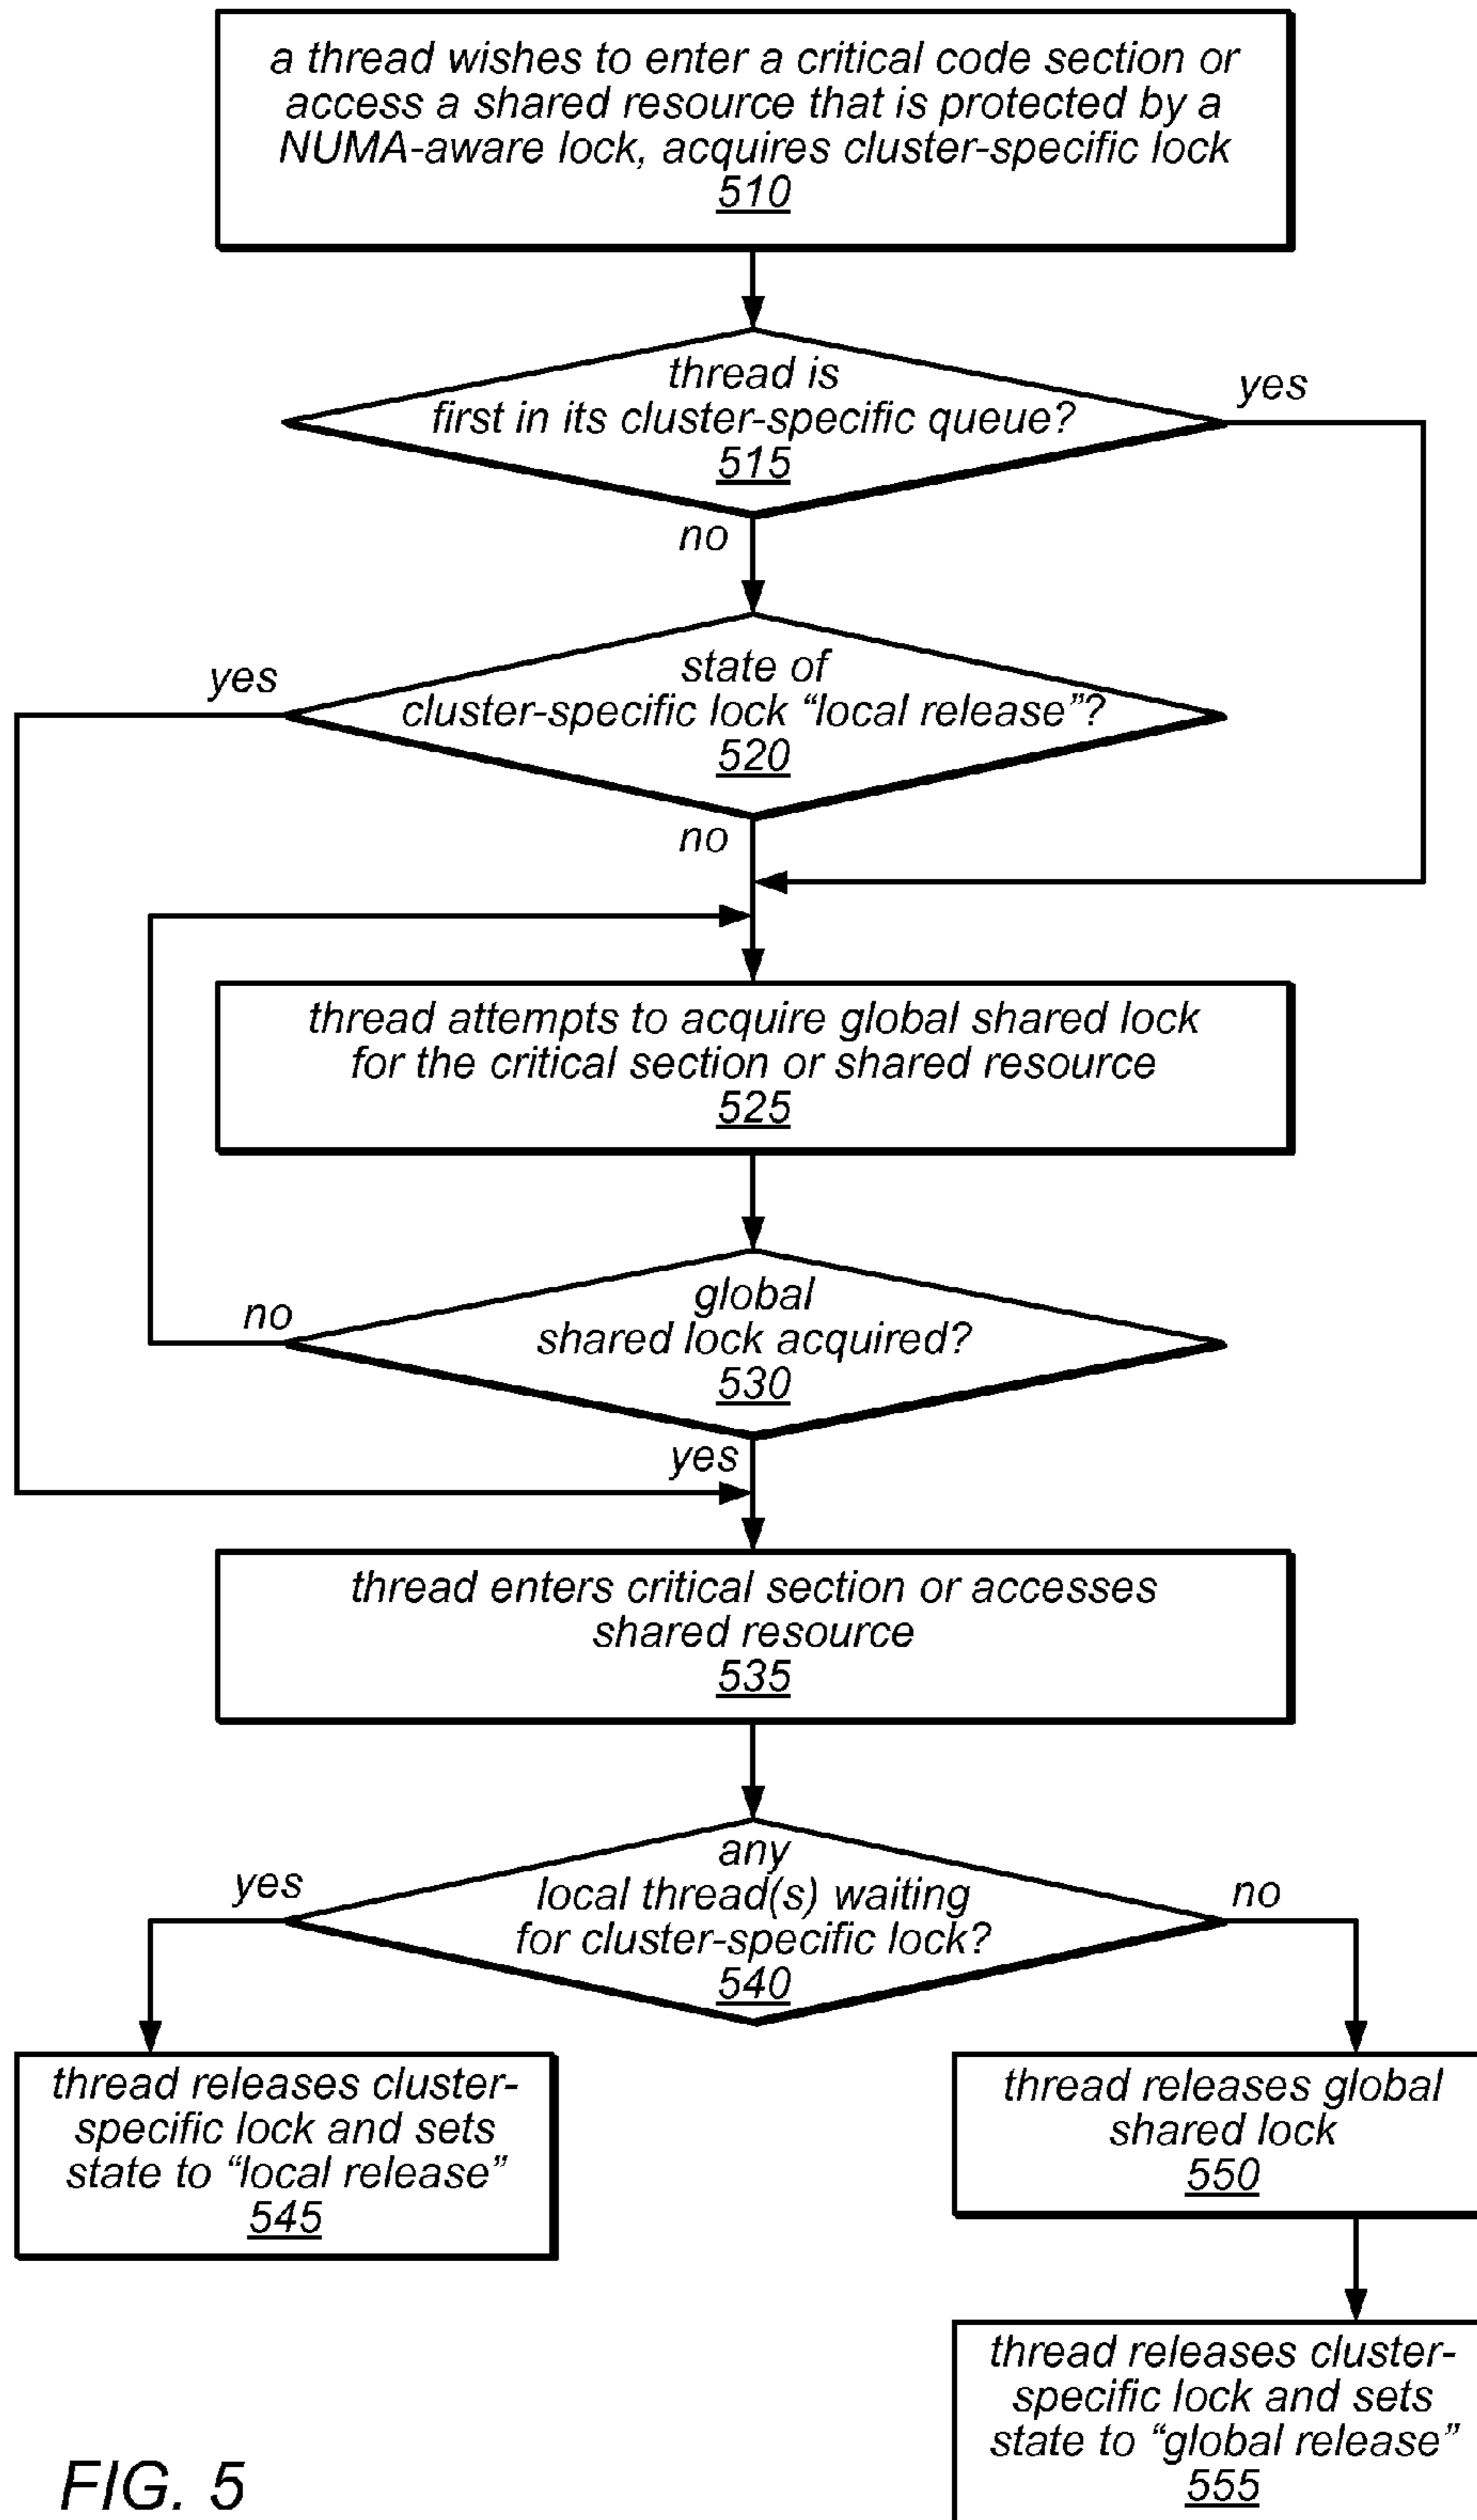 a thread wishes to enter a critical code section or
access a shared resource that is protected by a
NUMA-aware lock, acquires cluster-specific lock
510
thread is
first in its cluster-specific queue?
515
yes
no
state of
cluster-specific lock “local release”?
520
yes
no
thread attempts to acquire global shared lock
for the critical section or shared resource
525
global
shared lock acquired?
530
no
yes
thread enters critical section or accesses
shared resource
535
any
local thread(s) waiting
for cluster-specific lock?
540
yes
no
thread releases cluster-
specific lock and sets
state to “local release”
545
thread releases global
shared lock
550
thread releases cluster-
specific lock and sets
state to “global release”
555
FIG. 5